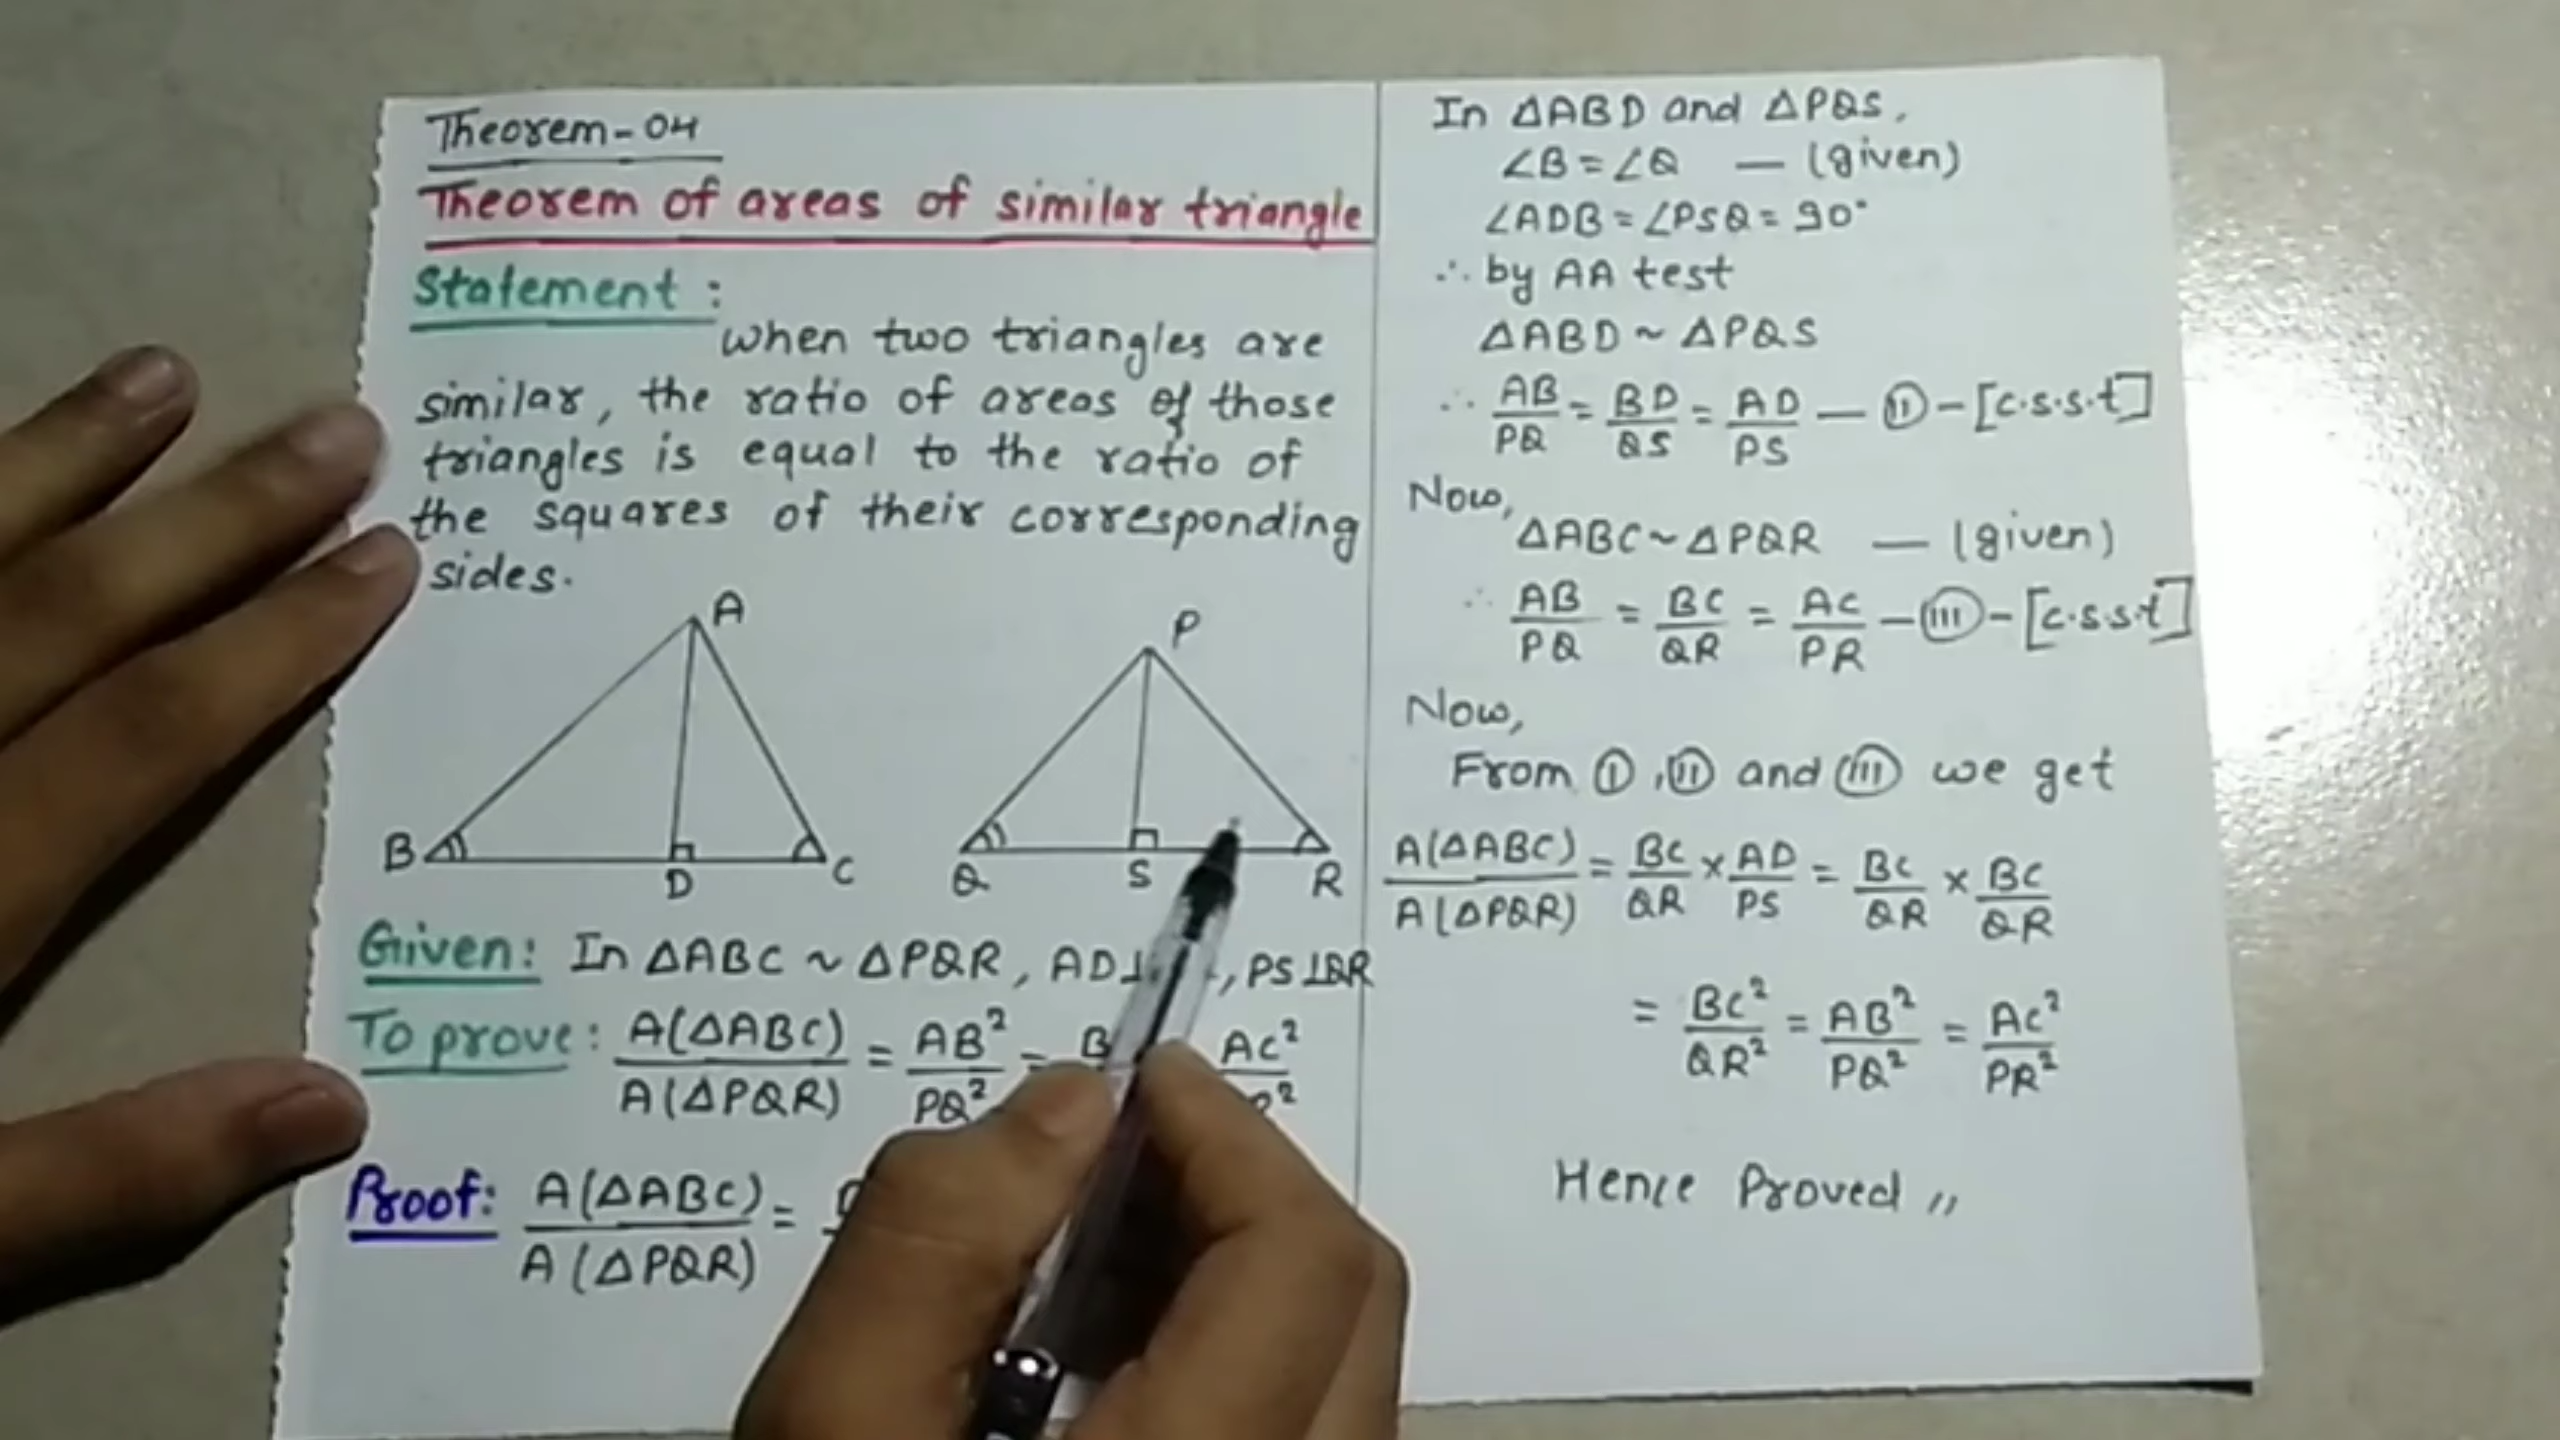 Theorem-04
Theorem of areas of similar triangle
Statement :
when two triangles are
similar, the ratio of areas of those
triangles is equal to the ratio of
the squares of their corresponding
sides.
A
B
D
C
P
Q
S
R
Given: In ΔABC ~ ΔPQR, AD⊥ , PS⊥QR
To prove: A(ΔABC)/A(ΔPQR) = AB²/PQ² = B AC²
Proof: A(ΔABC)/A(ΔPQR) =
In ΔABD and ΔPQS,
∠B = ∠Q — (given)
∠ADB = ∠PSQ = 90°
∴ by AA test
ΔABD ~ ΔPQS
∴ AB/PQ = BD/QS = AD/PS — (II) - [c.s.s.t]
Now,
ΔABC ~ ΔPQR — (given)
∴ AB/PQ = BC/QR = AC/PR - (III) - [c.s.s.t]
Now,
From (I), (II) and (III) we get
A(ΔABC)/A(ΔPQR) = BC/QR × AD/PS = BC/QR × BC/QR
= BC²/QR² = AB²/PQ² = AC²/PR²
Hence Proved ,,